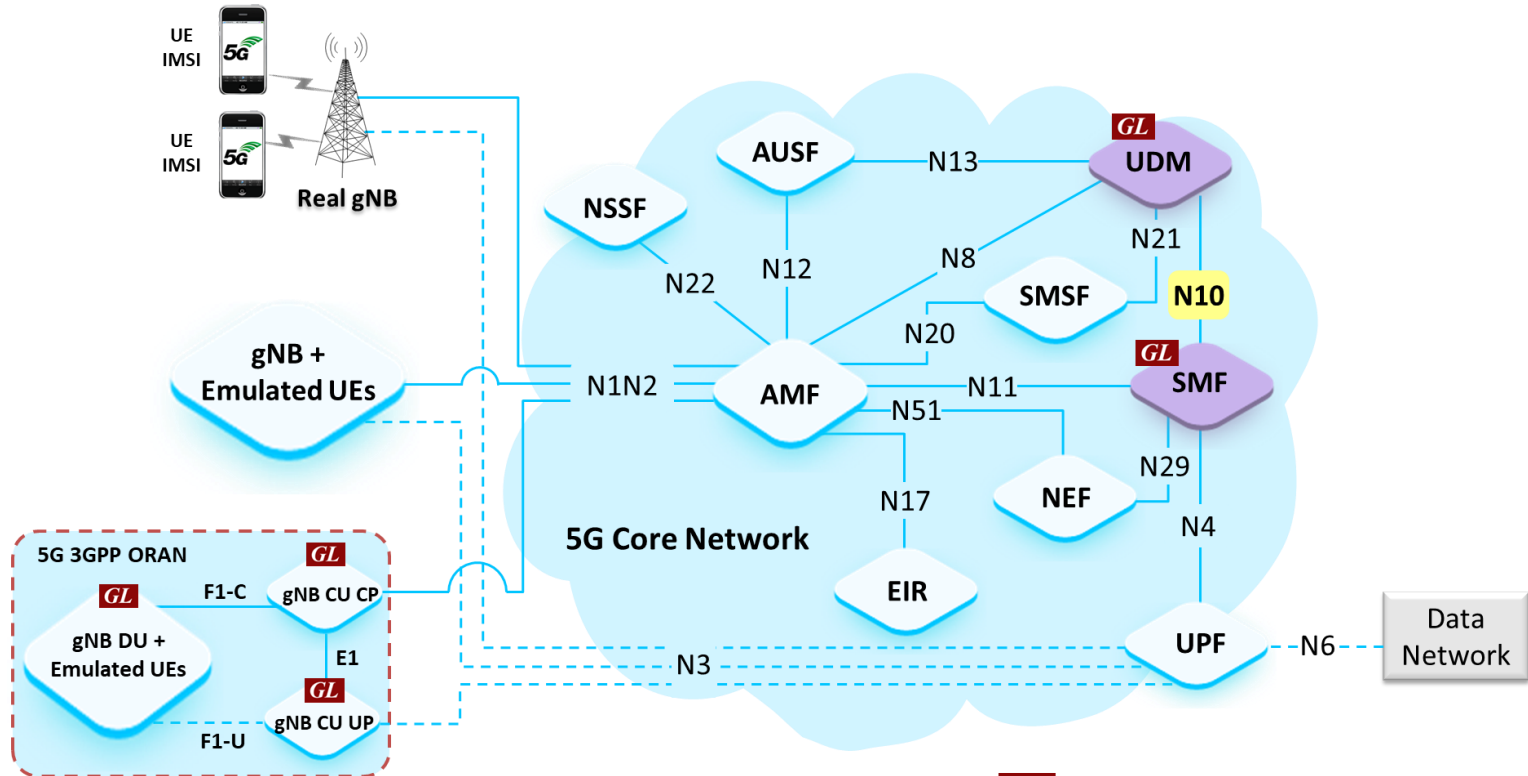 UE
IMSI
5G
UE
IMSI
5G
Real gNB
AUSF
N13
GL
UDM
NSSF
N21
N8
N12
N22
SMSF
N10
N20
GL
gNB +
Emulated UEs
N1N2
AMF
N11
SMF
N51
N29
NEF
N17
N4
5G Core Network
5G 3GPP ORAN
GL
GL
F1-C
gNB CU CP
EIR
gNB DU +
Emulated UEs
E1
UPF
N6
Data
Network
N3
GL
gNB CU UP
F1-U